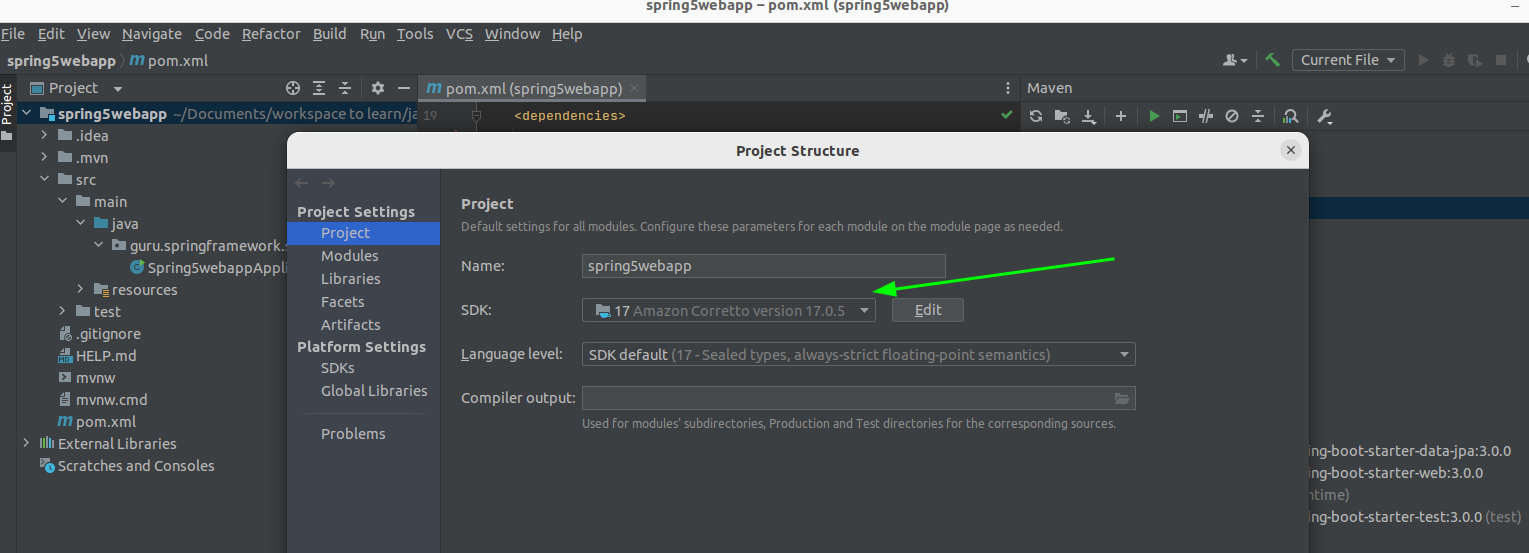 spring5webapp – pom.xml (spring5webapp)
File Edit View Navigate Code Refactor Build Run Tools VCS Window Help
spring5webapp pom.xml
Current File
Project
Project
spring5webapp ~/Documents/workspace to learn/ja
.idea
.mvn
src
main
java
guru.springframework.s
Spring5webappAppli
resources
test
.gitignore
HELP.md
mvnw
mvnw.cmd
pom.xml
External Libraries
Scratches and Consoles
pom.xml (spring5webapp)
19 <dependencies>
Maven
Project Structure
Project Settings
Project
Modules
Libraries
Facets
Artifacts
Platform Settings
SDKs
Global Libraries
Problems
Project
Default settings for all modules. Configure these parameters for each module on the module page as needed.
Name: spring5webapp
SDK: 17 Amazon Corretto version 17.0.5 Edit
Language level: SDK default (17 - Sealed types, always-strict floating-point semantics)
Compiler output:
Used for modules' subdirectories, Production and Test directories for the corresponding sources.
ing-boot-starter-data-jpa:3.0.0
ing-boot-starter-web:3.0.0
ntime)
ing-boot-starter-test:3.0.0 (test)